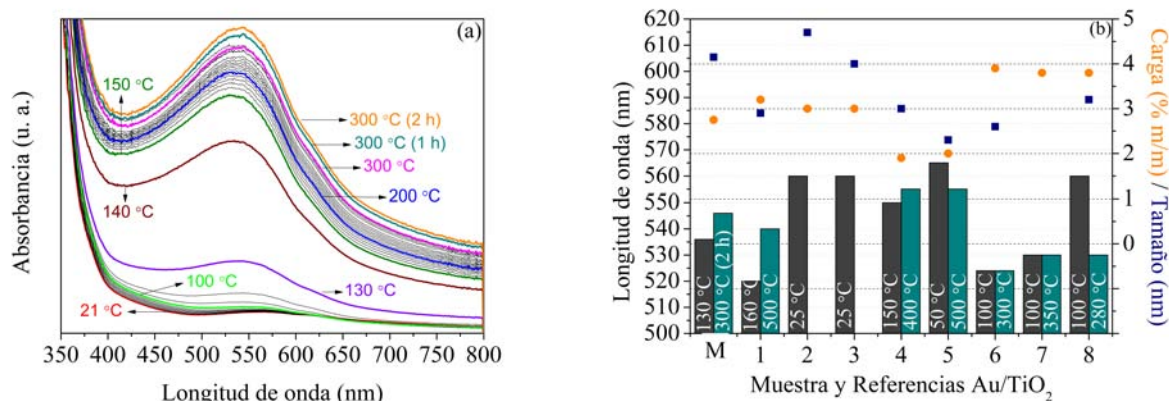 (a)
Absorbancia (u. a.)
150 °C
140 °C
100 °C
21 °C
130 °C
300 °C (2 h)
300 °C (1 h)
300 °C
200 °C
350 400 450 500 550 600 650 700 750 800
Longitud de onda (nm)
(b)
Longitud de onda (nm)
620
610
600
590
580
570
560
550
540
530
520
510
500
130 °C
300 °C (2 h)
160 °C
500 °C
25 °C
25 °C
150 °C
400 °C
50 °C
500 °C
100 °C
300 °C
100 °C
350 °C
100 °C
280 °C
M 1 2 3 4 5 6 7 8
Muestra y Referencias Au/TiO₂
5
4
3
2
1
0
Carga (% m/m) / Tamaño (nm)